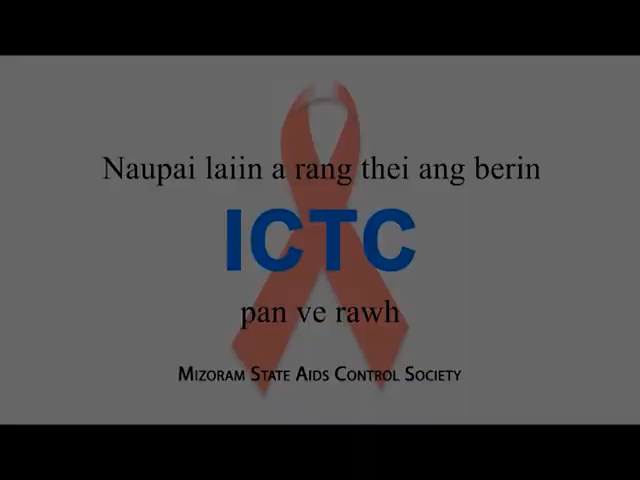 Naupai laiin a rang thei ang berin
ICTC
pan ve rawh
Mizoram State Aids Control Society